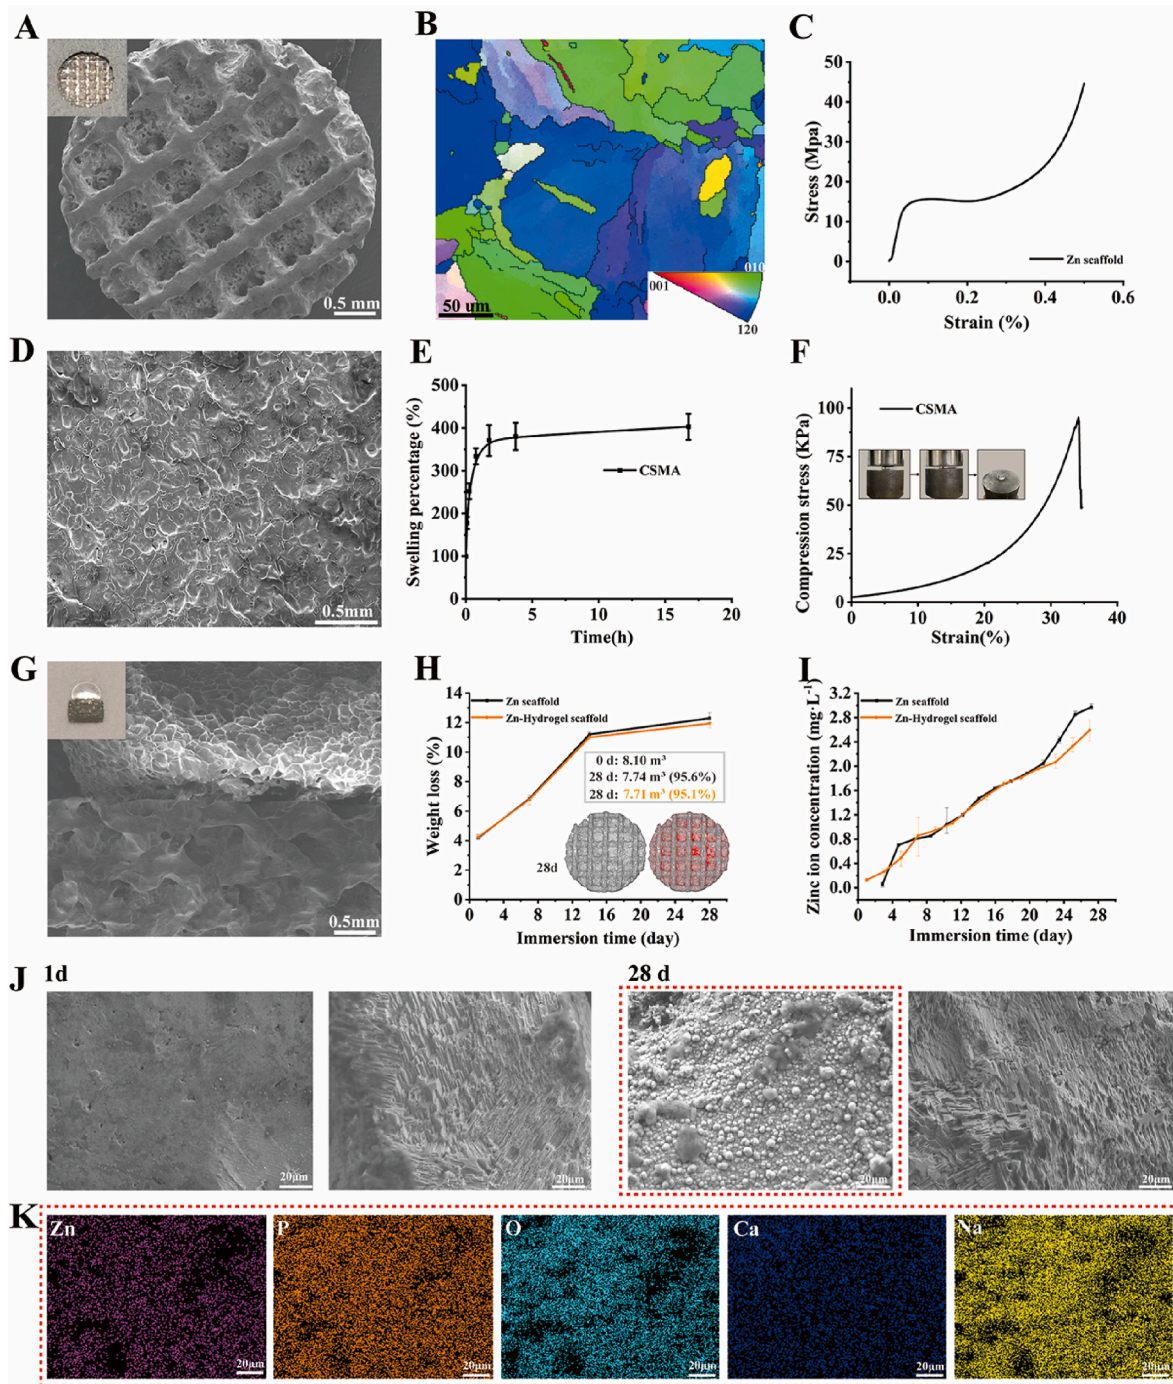 A
0.5 mm
B
50 um
001
010
120
C
Stress (Mpa)
50
40
30
20
10
0
0.0
0.2
0.4
0.6
Strain (%)
Zn scaffold
D
0.5mm
E
Swelling percentage (%)
500
400
300
200
100
0
0
5
10
15
20
Time(h)
CSMA
F
Compression stress (KPa)
100
75
50
25
0
0
10
20
30
40
Strain(%)
CSMA
G
0.5mm
H
Zn scaffold
Zn-Hydrogel scaffold
Weight loss (%)
14
12
10
8
6
4
2
0
0 d: 8.10 m³
28 d: 7.74 m³ (95.6%)
28 d: 7.71 m³ (95.1%)
28d
0
4
8
12
16
20
24
28
Immersion time (day)
I
Zn scaffold
Zn-Hydrogel scaffold
Zinc ion concentration (mg·L⁻¹)
3.2
2.8
2.4
2.0
1.6
1.2
0.8
0.4
0.0
0
4
8
12
16
20
24
28
Immersion time (day)
J
1d
28 d
20μm
20μm
20μm
20μm
K
Zn
P
O
Ca
Na
20μm
20μm
20μm
20μm
20μm